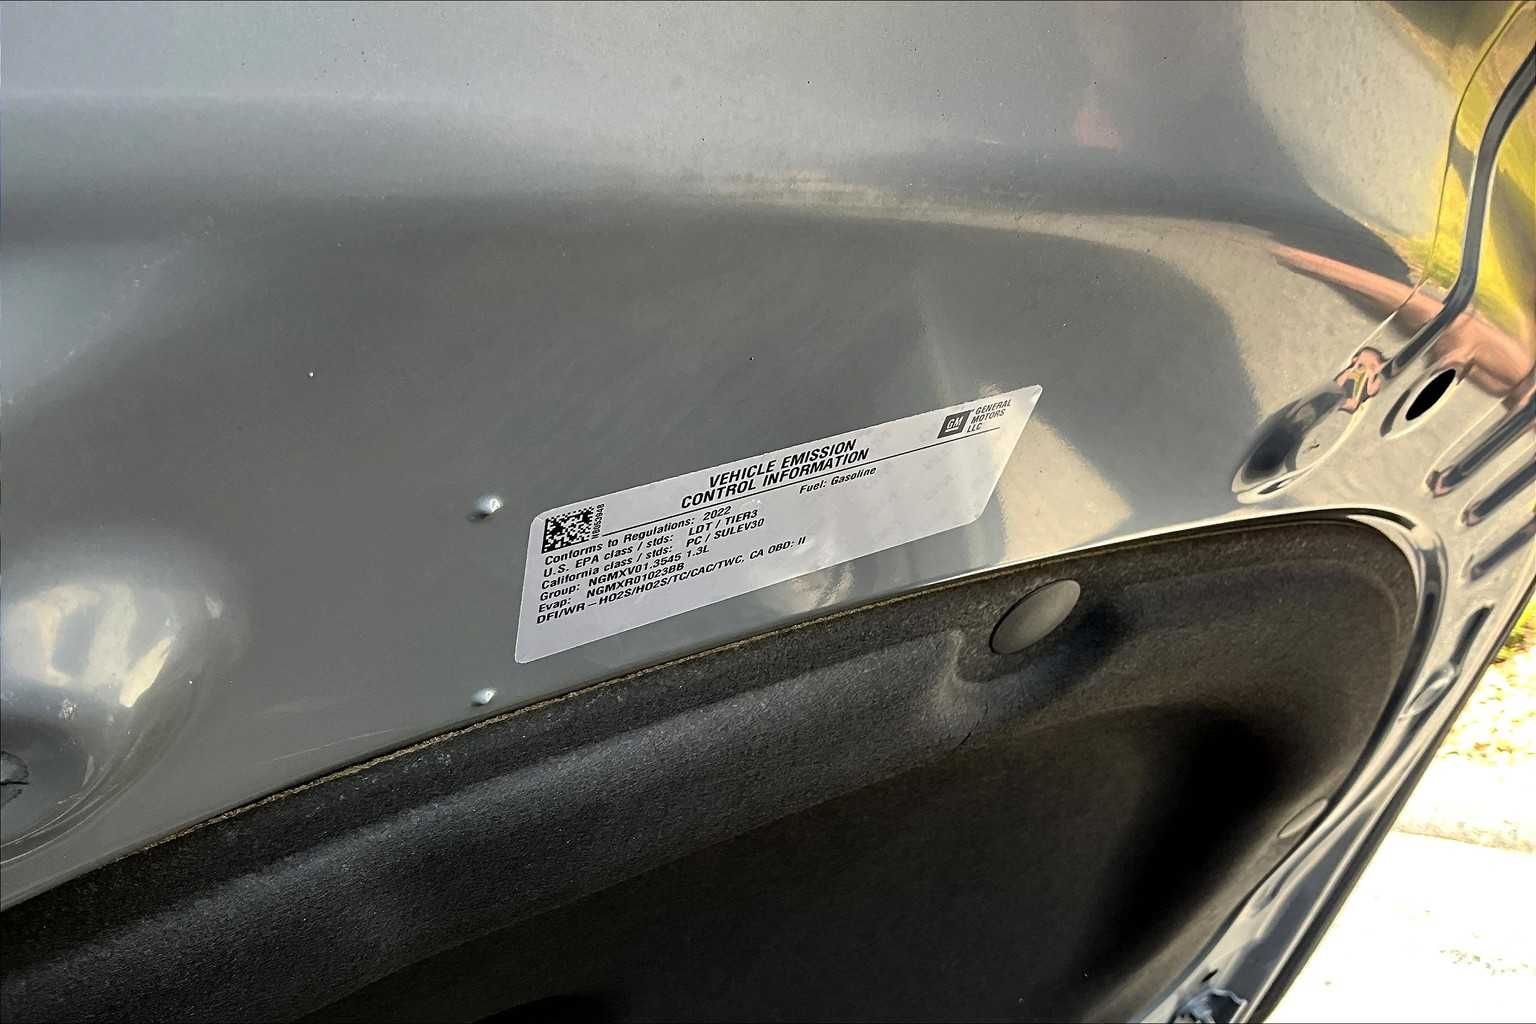 GM GENERAL
MOTORS
LLC
VEHICLE EMISSION
CONTROL INFORMATION
Fuel: Gasoline
Conforms to Regulations: 2022
U.S. EPA class / stds: LDT / TIER3
California class / stds: PC / SULEV30
Group: NGMXV01.3545 1.3L
Evap: NGMXR01023BB
DFI/WR-HO2S/HO2S/TC/CAC/TWC, CA OBD: II